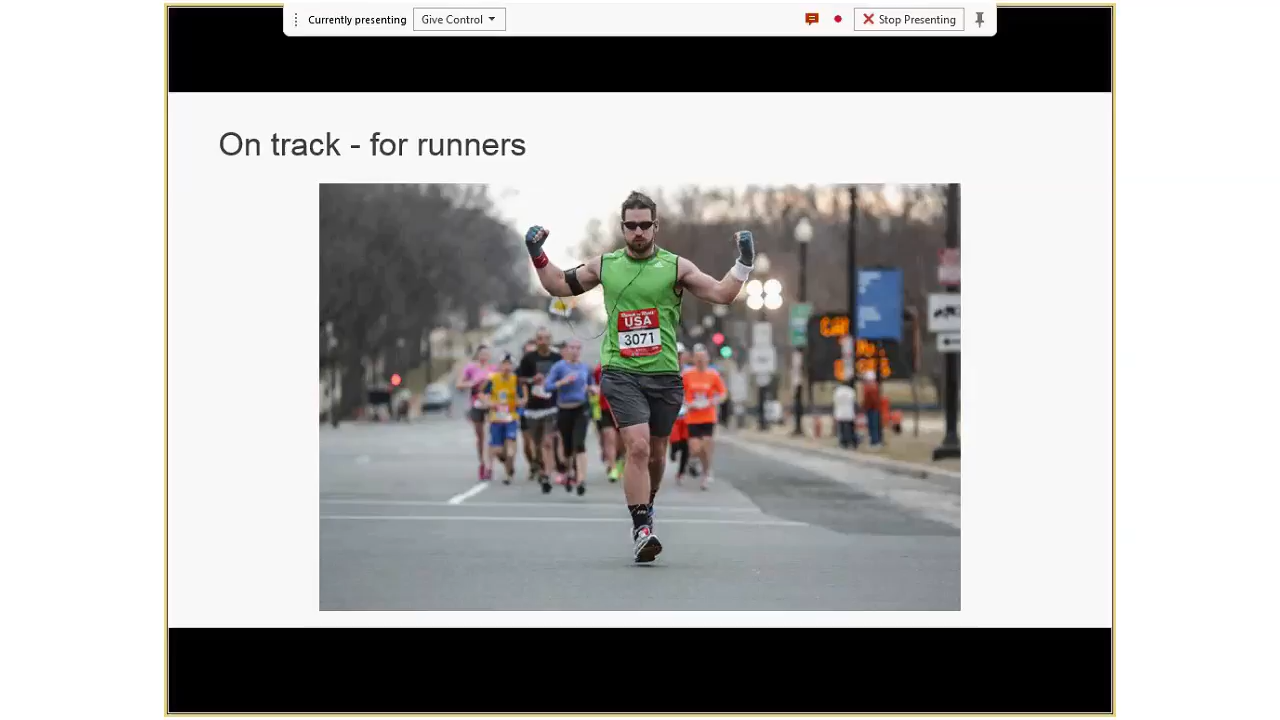 Currently presenting
Give Control
Stop Presenting
On track - for runners
USA
3071